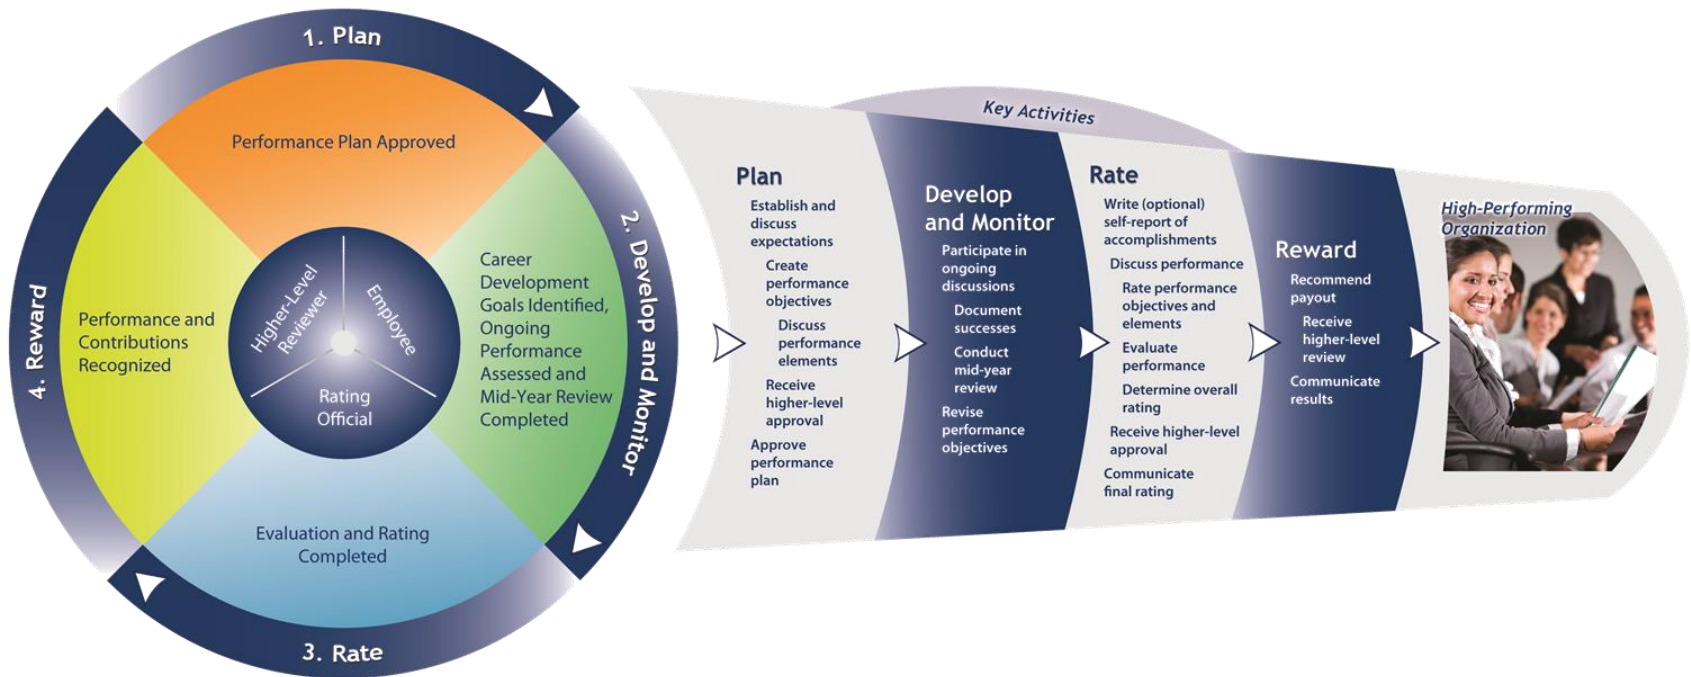 1. Plan
Performance Plan Approved
2. Develop and Monitor
Career
Development
Goals Identified,
Ongoing
Performance
Assessed and
Mid-Year Review
Completed
3. Rate
Evaluation and Rating
Completed
4. Reward
Performance and
Contributions
Recognized
Higher-Level
Reviewer
Employee
Rating
Official
Key Activities
Plan
Establish and
discuss
expectations
Create
performance
objectives
Discuss
performance
elements
Receive
higher-level
approval
Approve
performance
plan
Develop
and Monitor
Participate in
ongoing
discussions
Document
successes
Conduct
mid-year
review
Revise
performance
objectives
Rate
Write (optional)
self-report of
accomplishments
Discuss performance
Rate performance
objectives and
elements
Evaluate
performance
Determine overall
rating
Receive higher-level
approval
Communicate
final rating
Reward
Recommend
payout
Receive
higher-level
review
Communicate
results
High-Performing
Organization